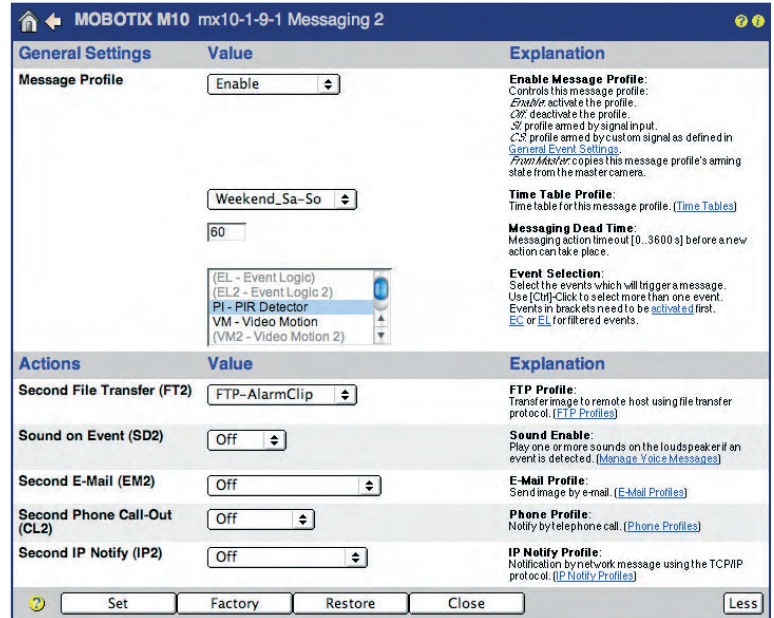 MOBOTIX M10 mx10-1-9-1 Messaging 2
General Settings Value Explanation
Message Profile
Enable
Enable Message Profile:
Controls this message profile:
Enable: activate the profile.
Off: deactivate the profile.
SI: profile armed by signal input.
CS: profile armed by custom signal as defined in
General Event Settings.
From Master: copies this message profile's arming
state from the master camera.
Weekend_Sa-So
Time Table Profile:
Time table for this message profile. (Time Tables)
60
Messaging Dead Time:
Messaging action timeout [0..3600 s] before a new
action can take place.
(EL - Event Logic)
(EL2 - Event Logic 2)
PI - PIR Detector
VM - Video Motion
(VM2 - Video Motion 2)
Event Selection:
Select the events which will trigger a message.
Use [Ctrl]-Click to select more than one event.
Events in brackets need to be activated first.
EC or EL for filtered events.
Actions Value Explanation
Second File Transfer (FT2)
FTP-AlarmClip
FTP Profile:
Transfer image to remote host using file transfer
protocol. (FTP Profiles)
Sound on Event (SD2)
Off
Sound Enable:
Play one or more sounds on the loudspeaker if an
event is detected. (Manage Voice Messages)
Second E-Mail (EM2)
Off
E-Mail Profile:
Send image by e-mail. (E-Mail Profiles)
Second Phone Call-Out
(CL2)
Off
Phone Profile:
Notify by telephone call. (Phone Profiles)
Second IP Notify (IP2)
Off
IP Notify Profile:
Notification by network message using the TCP/IP
protocol. (IP Notify Profiles)
? Set Factory Restore Close Less